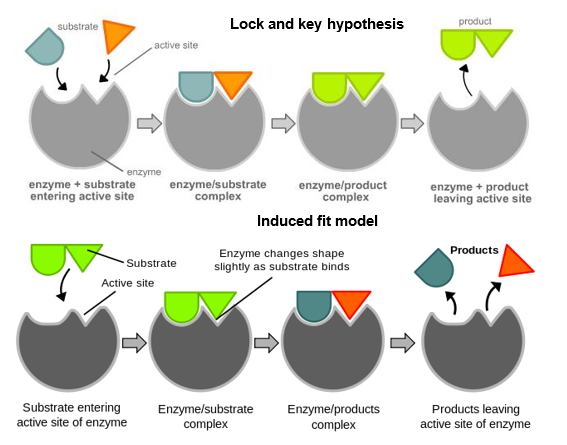 Lock and key hypothesis
substrate
active site
product
enzyme
enzyme + substrate
entering active site
enzyme/substrate
complex
enzyme/product
complex
enzyme + product
leaving active site
Induced fit model
Substrate
Active site
Enzyme changes shape
slightly as substrate binds
Products
Substrate entering
active site of enzyme
Enzyme/substrate
complex
Enzyme/products
complex
Products leaving
active site of enzyme